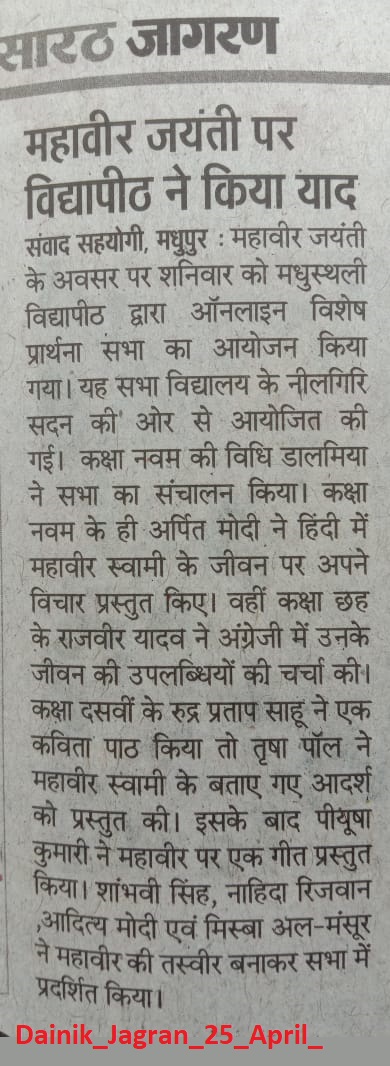 सारठ जागरण
महावीर जयंती पर
विद्यापीठ ने किया याद
संवाद सहयोगी, मधुपुर : महावीर जयंती
के अवसर पर शनिवार को मधुस्थली
विद्यापीठ द्वारा ऑनलाइन विशेष
प्रार्थना सभा का आयोजन किया
गया। यह सभा विद्यालय के नीलगिरि
सदन की ओर से आयोजित की
गई। कक्षा नवम की विधि डालमिया
ने सभा का संचालन किया। कक्षा
नवम के ही अर्पित मोदी ने हिंदी में
महावीर स्वामी के जीवन पर अपने
विचार प्रस्तुत किए। वहीं कक्षा छह
के राजवीर यादव ने अंग्रेजी में उनके
जीवन की उपलब्धियों की चर्चा की।
कक्षा दसवीं के रुद्र प्रताप साहू ने एक
कविता पाठ किया तो तृषा पॉल ने
महावीर स्वामी के बताए गए आदर्श
को प्रस्तुत की। इसके बाद पीयूषा
कुमारी ने महावीर पर एक गीत प्रस्तुत
किया। शांभवी सिंह, नाहिदा रिजवान
,आदित्य मोदी एवं मिस्बा अल-मंसूर
ने महावीर की तस्वीर बनाकर सभा में
प्रदर्शित किया।
Dainik_Jagran_25_April_